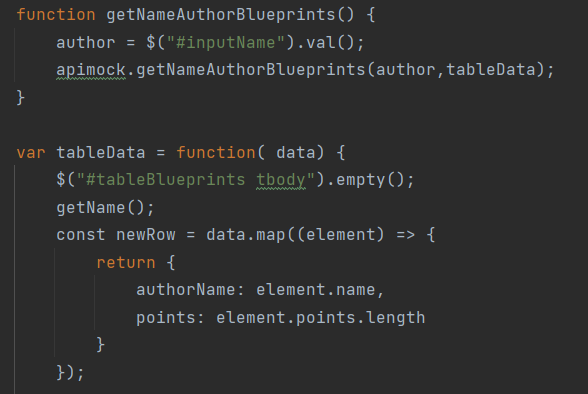 function getNameAuthorBlueprints() {
    author = $("#inputName").val();
    apimock.getNameAuthorBlueprints(author,tableData);
}

var tableData = function( data) {
    $("#tableBlueprints tbody").empty();
    getName();
    const newRow = data.map((element) => {
        return {
            authorName: element.name,
            points: element.points.length
        }
    });